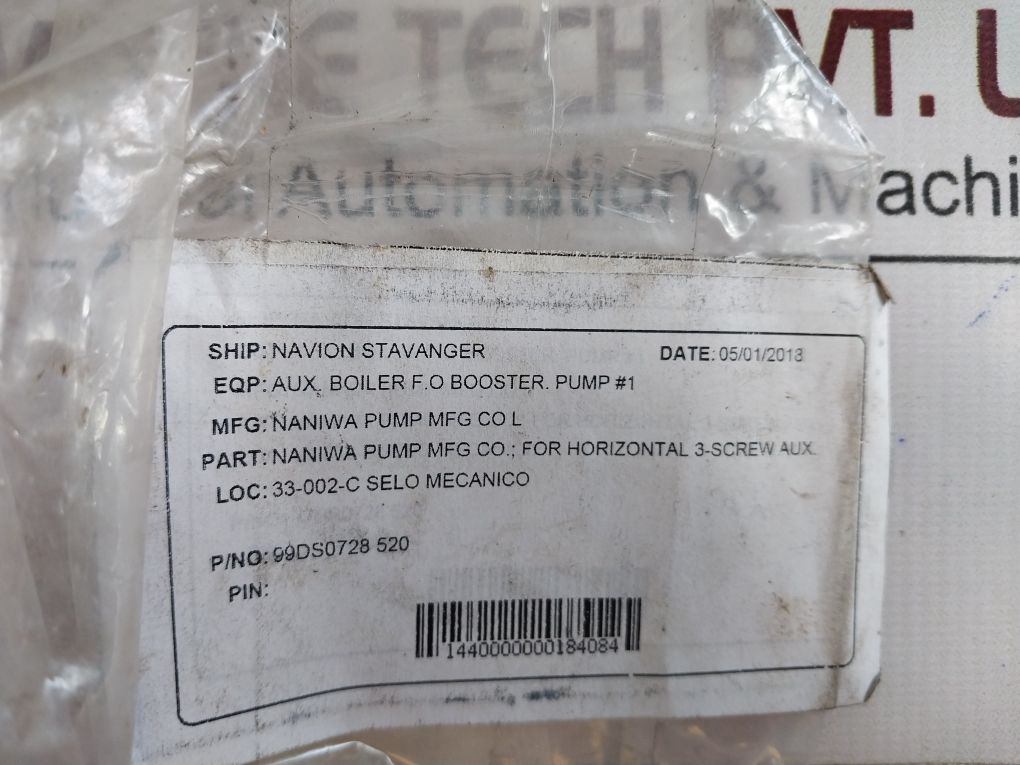 TECH PVT. U
Automation & Machi
SHIP: NAVION STAVANGER DATE: 05/01/2018
EQP: AUX. BOILER F.O BOOSTER. PUMP #1
MFG: NANIWA PUMP MFG CO L
PART: NANIWA PUMP MFG CO.; FOR HORIZONTAL 3-SCREW AUX.
LOC: 33-002-C SELO MECANICO
P/NO: 99DS0728 520
PIN:
1440000000184084